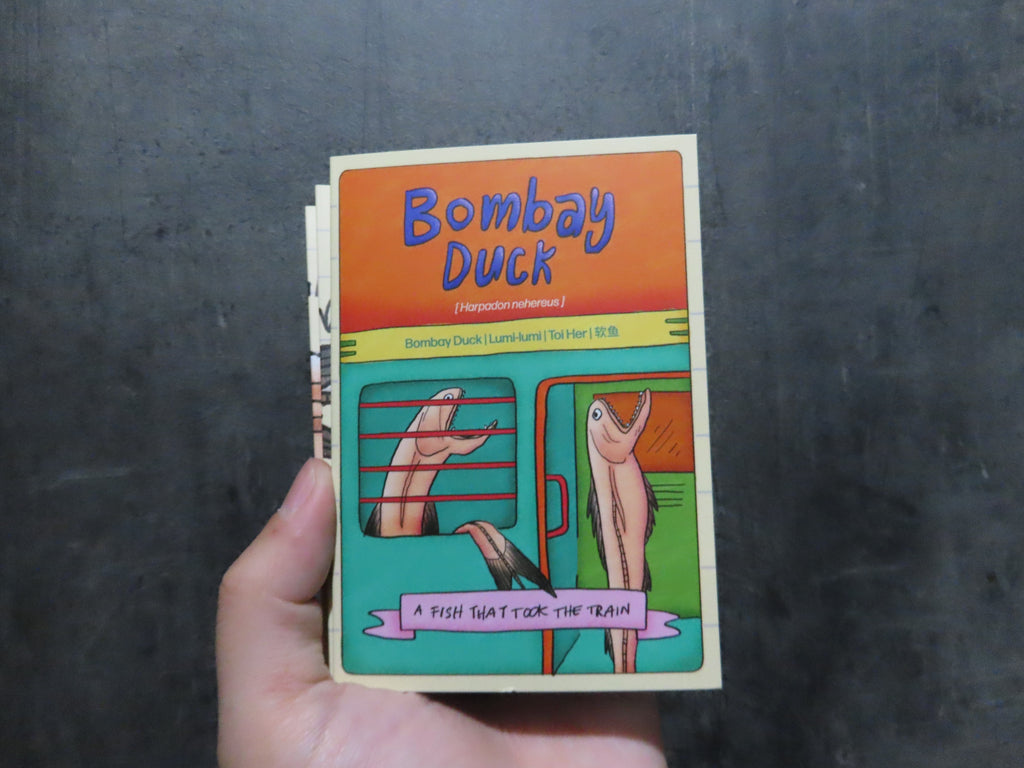 Bombay
Duck
[Harpadon nehereus]
Bombay Duck | Lumi-lumi | Toi Her | 软鱼
A FISH THAT TOOK THE TRAIN